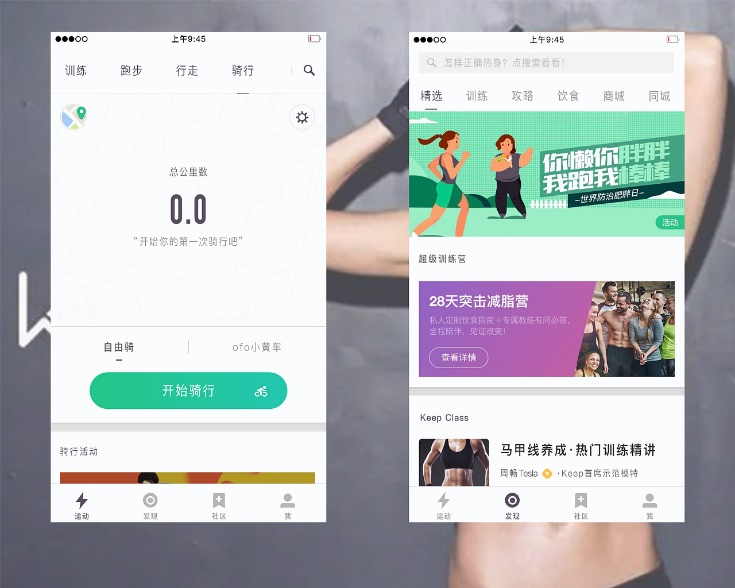 上午9:45
训练 跑步 行走 骑行
总公里数
0.0
“开始你的第一次骑行吧”
自由骑 ofo小黄车
开始骑行
骑行活动
运动 发现 社区 我
上午9:45
怎样正确热身?点搜索看看!
精选 训练 攻略 饮食 商城 同城
你懒你胖胖
我跑我棒棒
-世界防治肥胖日-
活动
超级训练营
28天突击减脂营
私人定制饮食指南+专属教练有问必答,
全程陪伴、见证改变!
查看详情
Keep Class
马甲线养成·热门训练精讲
周畅Tesla ·Keep首席示范模特
运动 发现 社区 我